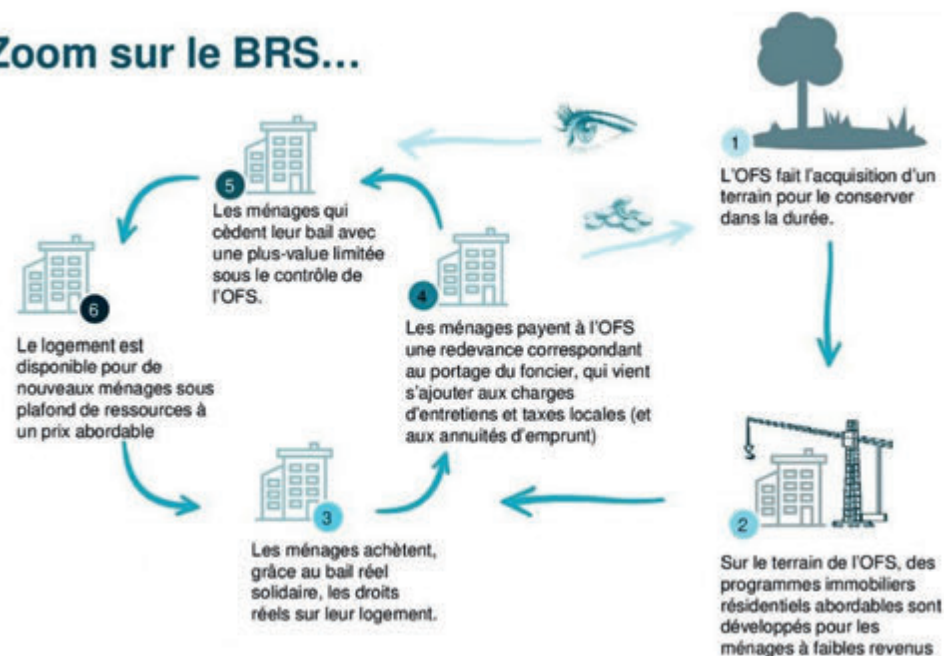 Zoom sur le BRS...
1
L'OFS fait l'acquisition d'un
terrain pour le conserver
dans la durée.
2
Sur le terrain de l'OFS, des
programmes immobiliers
résidentiels abordables sont
développés pour les
ménages à faibles revenus
3
Les ménages achètent,
grâce au bail réel
solidaire, les droits
réels sur leur logement.
4
Les ménages payent à l'OFS
une redevance correspondant
au portage du foncier, qui vient
s'ajouter aux charges
d'entretiens et taxes locales (et
aux annuités d'emprunt)
5
Les ménages qui
cèdent leur bail avec
une plus-value limitée
sous le contrôle de
l'OFS.
6
Le logement est
disponible pour de
nouveaux ménages sous
plafond de ressources à
un prix abordable